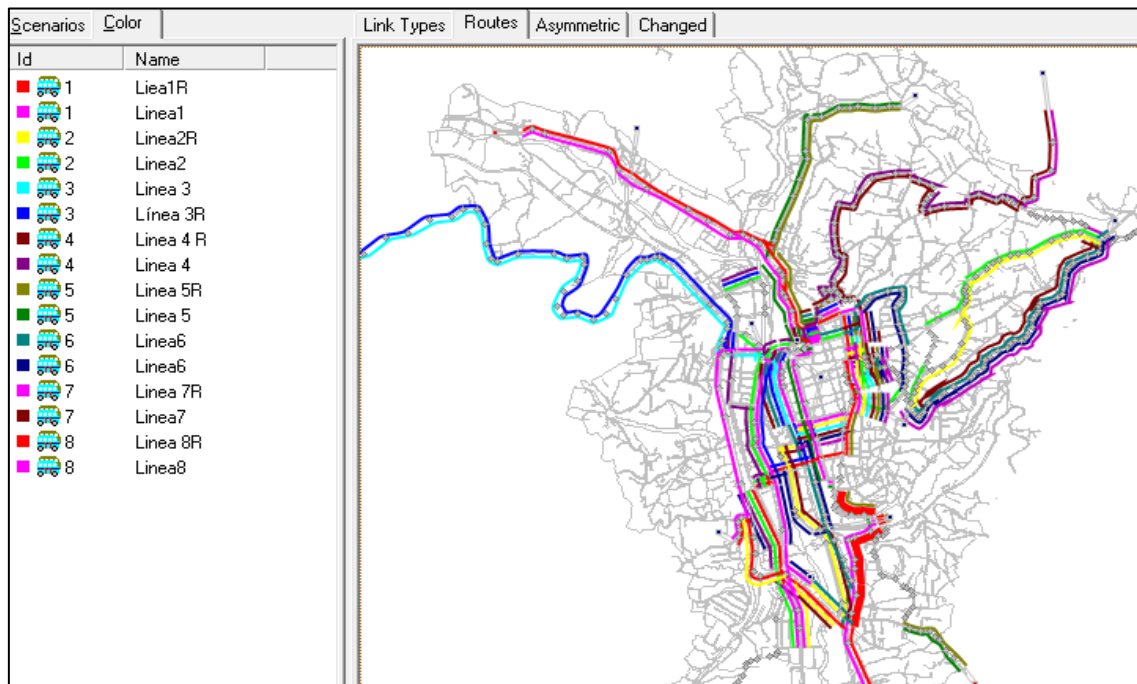 Scenarios Color
Link Types Routes Asymmetric Changed
Id Name
1 Liea1R
1 Linea1
2 Linea2R
2 Linea2
3 Linea 3
3 Línea 3R
4 Linea 4 R
4 Linea 4
5 Linea 5R
5 Linea 5
6 Linea6
6 Linea6
7 Linea 7R
7 Linea7
8 Linea 8R
8 Linea8